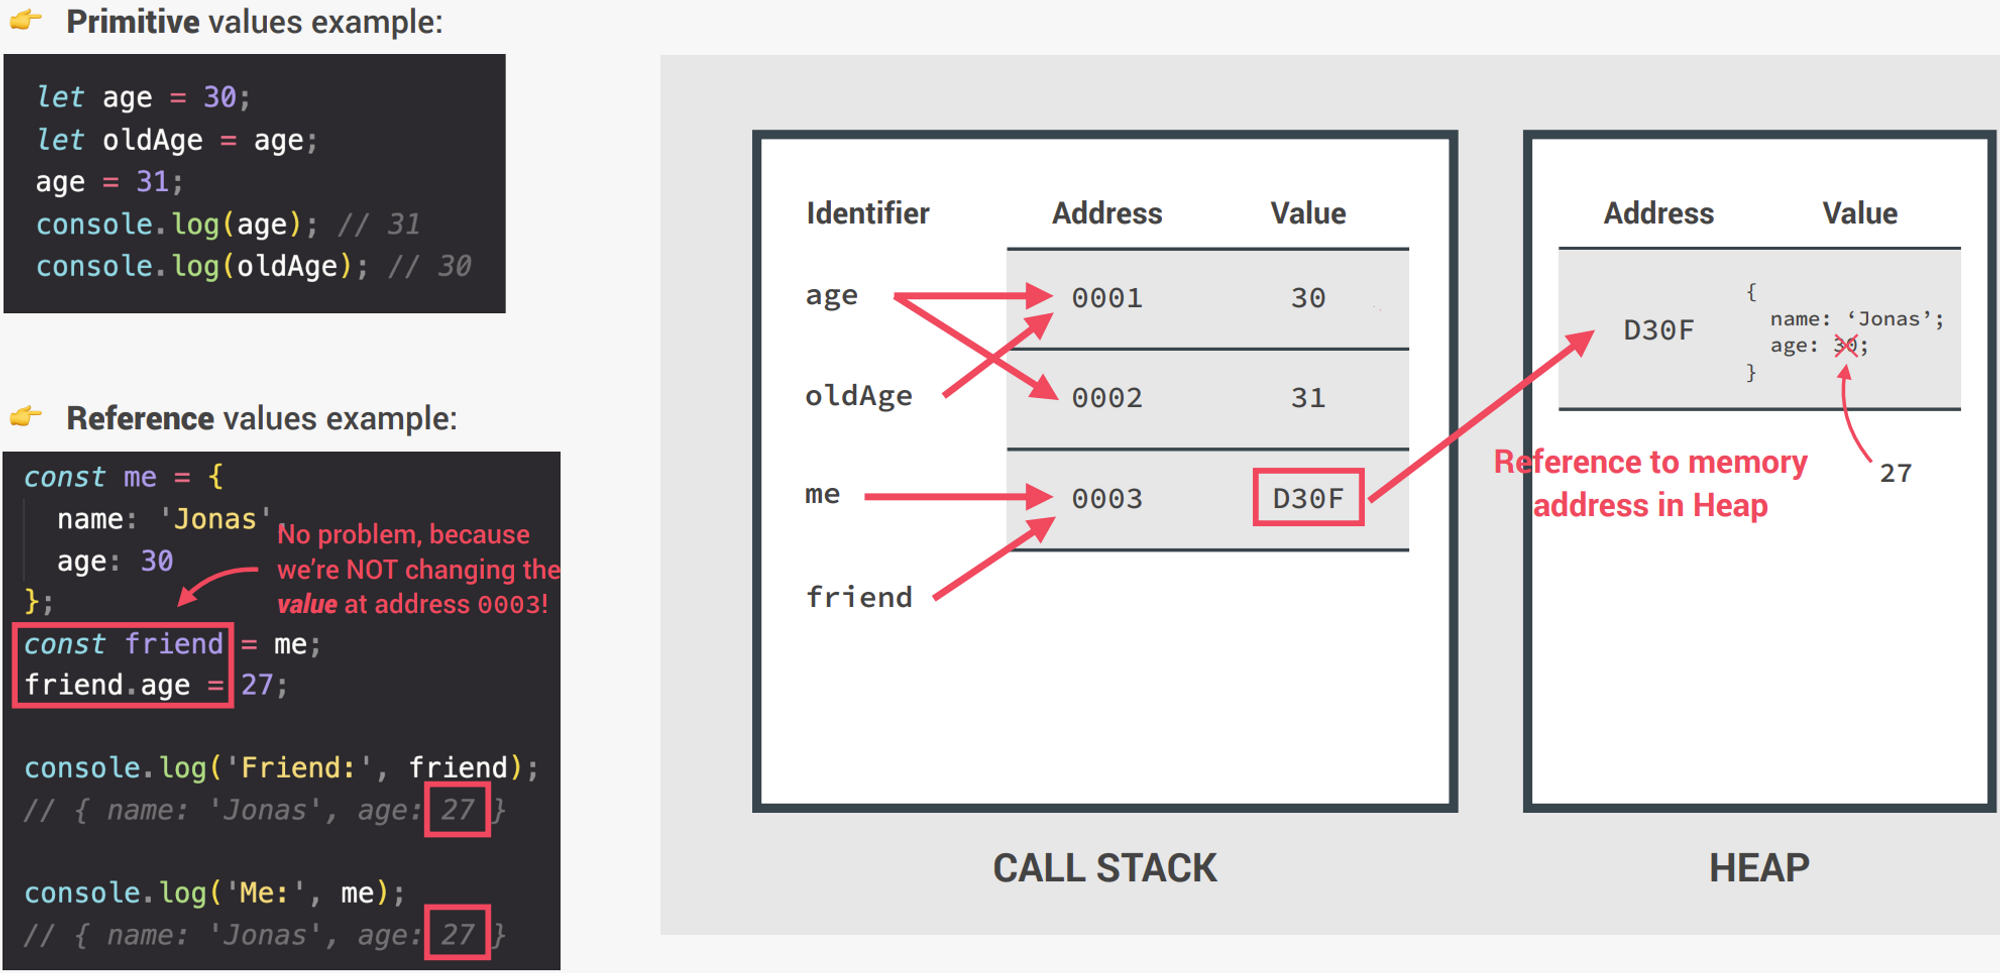 👉 Primitive values example:
let age = 30;
let oldAge = age;
age = 31;
console.log(age); // 31
console.log(oldAge); // 30
👉 Reference values example:
const me = {
name: 'Jonas'
age: 30
};
const friend = me;
friend.age = 27;
console.log('Friend:', friend);
// { name: 'Jonas', age: 27 }
console.log('Me:', me);
// { name: 'Jonas', age: 27 }
No problem, because
we're NOT changing the
value at address 0003!
Identifier Address Value
age 0001 30
oldAge 0002 31
me 0003 D30F
friend
CALL STACK
Address Value
D30F
{
name: ‘Jonas’;
age: 30;
}
27
Reference to memory
address in Heap
HEAP